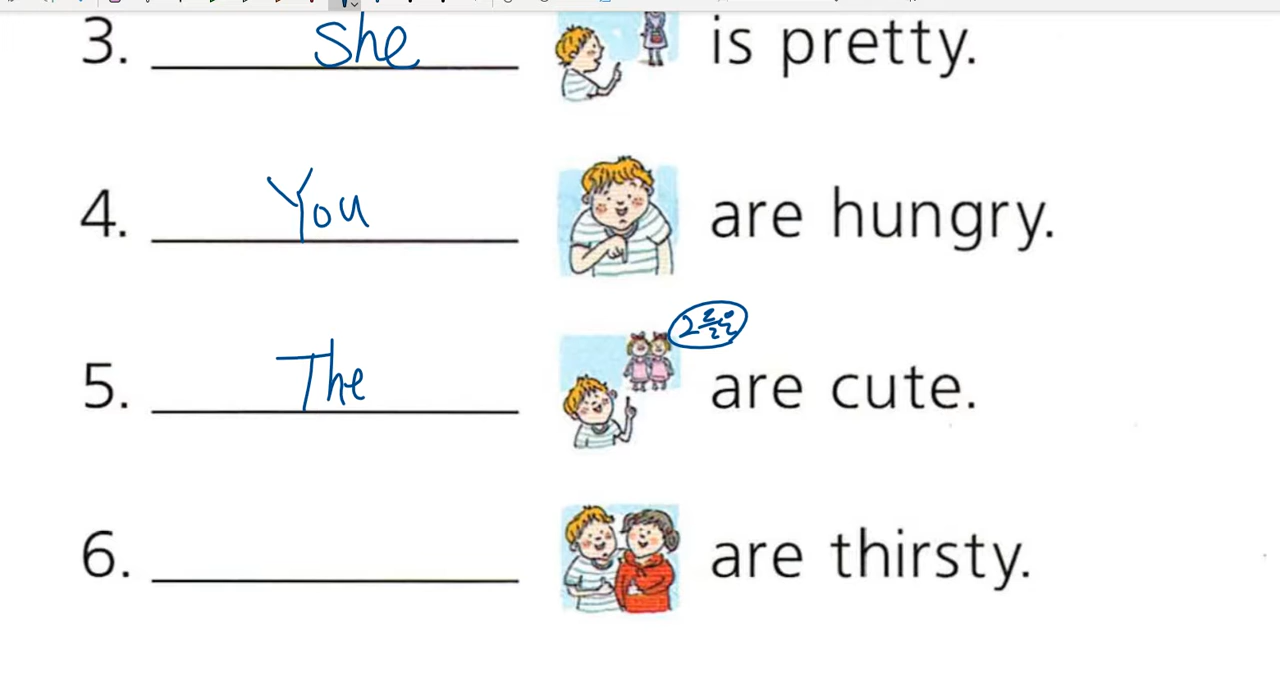 3. She is pretty.
4. You are hungry.
5. The are cute.
6. are thirsty.